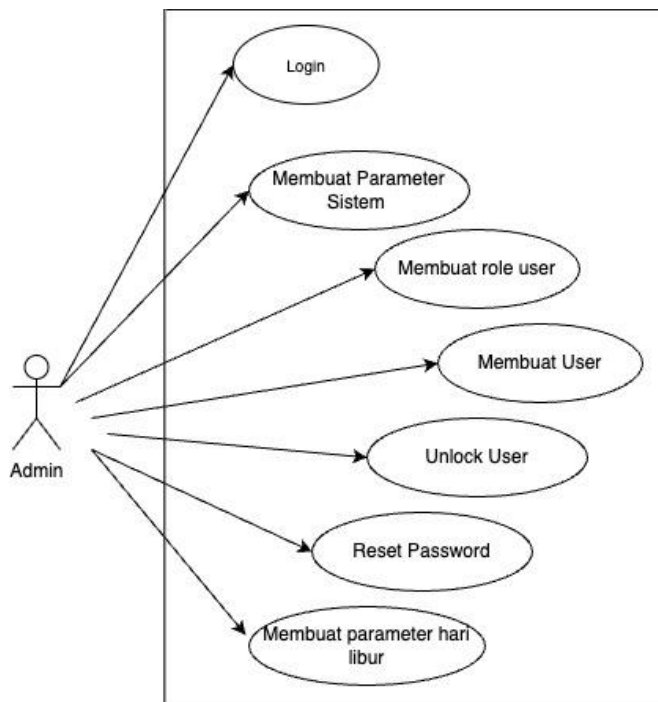 Login
Membuat Parameter
Sistem
Membuat role user
Membuat User
Unlock User
Admin
Reset Password
Membuat parameter hari
libur